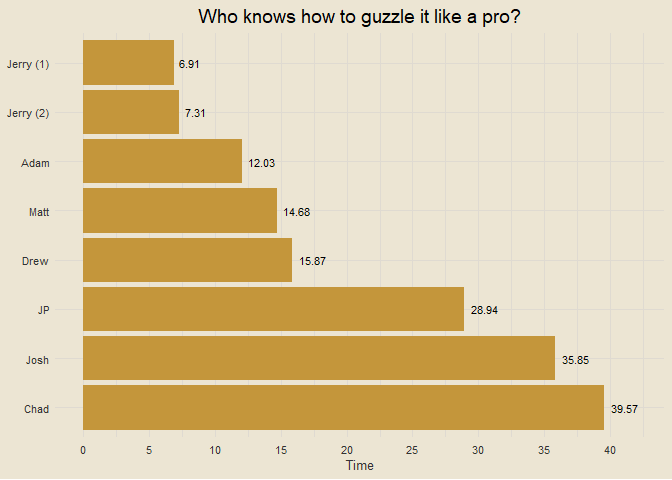 Who knows how to guzzle it like a pro?
Jerry (1)
6.91
Jerry (2)
7.31
Adam
12.03
Matt
14.68
Drew
15.87
JP
28.94
Josh
35.85
Chad
39.57
0 5 10 15 20 25 30 35 40
Time